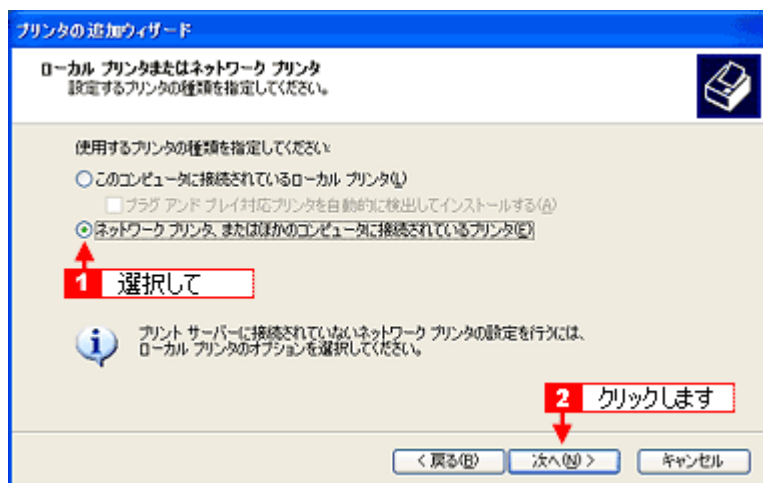 プリンタの追加ウィザード
ローカル プリンタまたはネットワーク プリンタ
設定するプリンタの種類を指定してください。
使用するプリンタの種類を指定してください:
このコンピュータに接続されているローカル プリンタ(L)
プラグ アンド プレイ対応プリンタを自動的に検出してインストールする(A)
ネットワーク プリンタ、またはほかのコンピュータに接続されているプリンタ(E)
1 選択して
プリント サーバーに接続されていないネットワーク プリンタの設定を行うには、
ローカル プリンタのオプションを選択してください。
2 クリックします
< 戻る(B) 次へ(N) > キャンセル